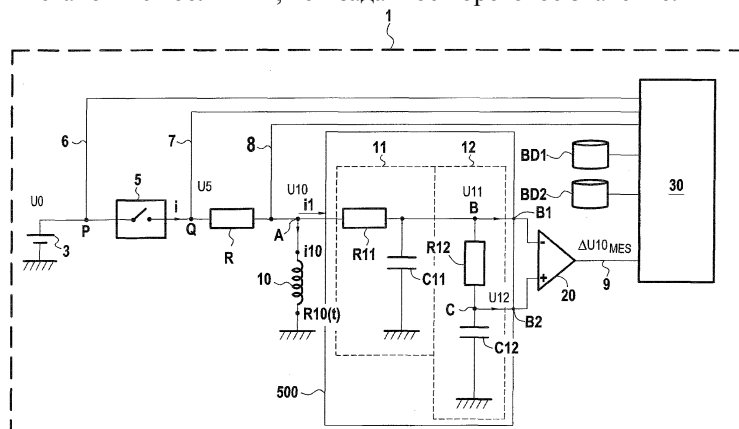 1
6
7
8
11
12
30
BD1
BD2
U0
5
U5
U10
i1
U11
B
B1
i
P
Q
R
A
R11
R12
ΔU10MES
3
i10
C11
20
9
10
C
U12
B2
R10(t)
C12
500
-
+